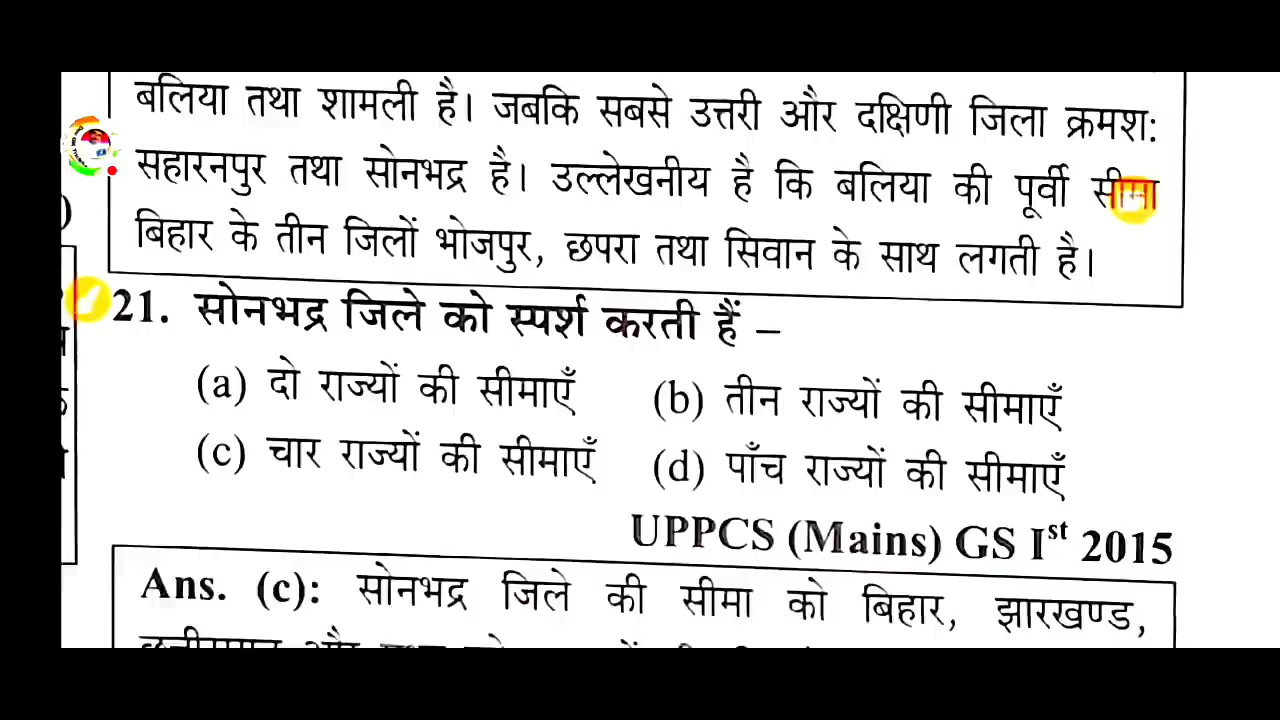 बलिया तथा शामली है। जबकि सबसे उत्तरी और दक्षिणी जिला क्रमश:
सहारनपुर तथा सोनभद्र है। उल्लेखनीय है कि बलिया की पूर्वी सीमा
बिहार के तीन जिलों भोजपुर, छपरा तथा सिवान के साथ लगती है।
21. सोनभद्र जिले को स्पर्श करती हैं –
(a) दो राज्यों की सीमाएँ (b) तीन राज्यों की सीमाएँ
(c) चार राज्यों की सीमाएँ (d) पाँच राज्यों की सीमाएँ
UPPCS (Mains) GS Ist 2015
Ans. (c): सोनभद्र जिले की सीमा को बिहार, झारखण्ड,